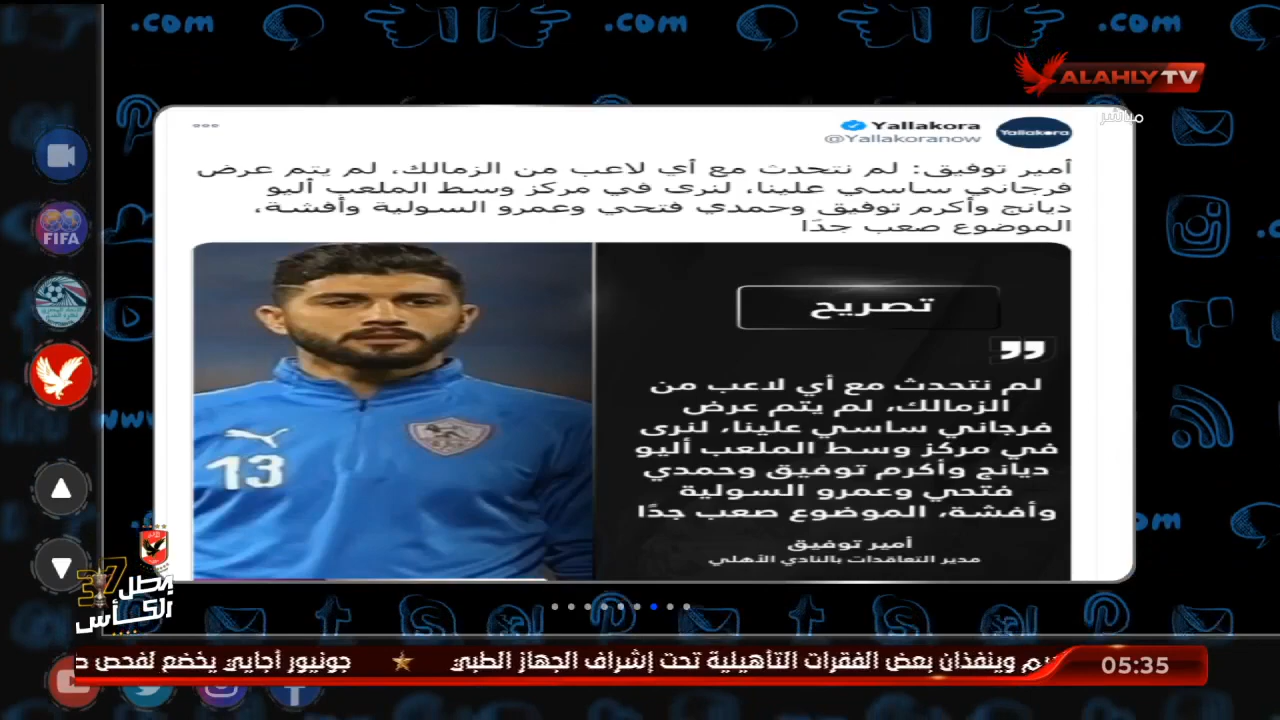 .com
.com
.com
ALAHLY TV
مباشر
Yallakora
@Yallakoranow
Yallakora
أمير توفيق: لم نتحدث مع أي لاعب من الزمالك، لم يتم عرض
فرجاني ساسي علينا، لنرى في مركز وسط الملعب أليو
ديانج وأكرم توفيق وحمدي فتحي وعمرو السولية وأفشة،
الموضوع صعب جدًا
تصريح
لم نتحدث مع أي لاعب من
الزمالك، لم يتم عرض
فرجاني ساسي علينا، لنرى
في مركز وسط الملعب أليو
ديانج وأكرم توفيق وحمدي
فتحي وعمرو السولية
وأفشة، الموضوع صعب جدًا
أمير توفيق
مدير التعاقدات بالنادي الأهلي
13
FIFA
www
بطل 37
الكأس
وينفذان بعض الفقرات التأهيلية تحت إشراف الجهاز الطبي
جونيور أجايي يخضع لفحص
05:35